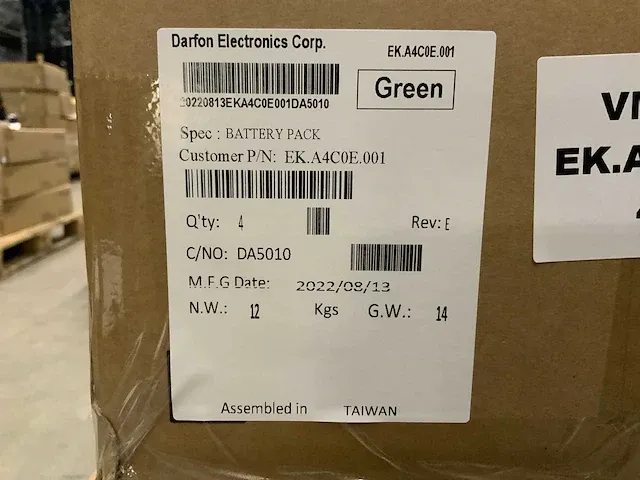 Darfon Electronics Corp.
EK.A4C0E.001
Green
20220813EKA4C0E001DA5010
Spec : BATTERY PACK
Customer P/N: EK.A4C0E.001
Q'ty: 4 Rev: E
C/NO: DA5010
M.F.G Date: 2022/08/13
N.W.: 12 Kgs G.W.: 14
Assembled in TAIWAN
EK.A